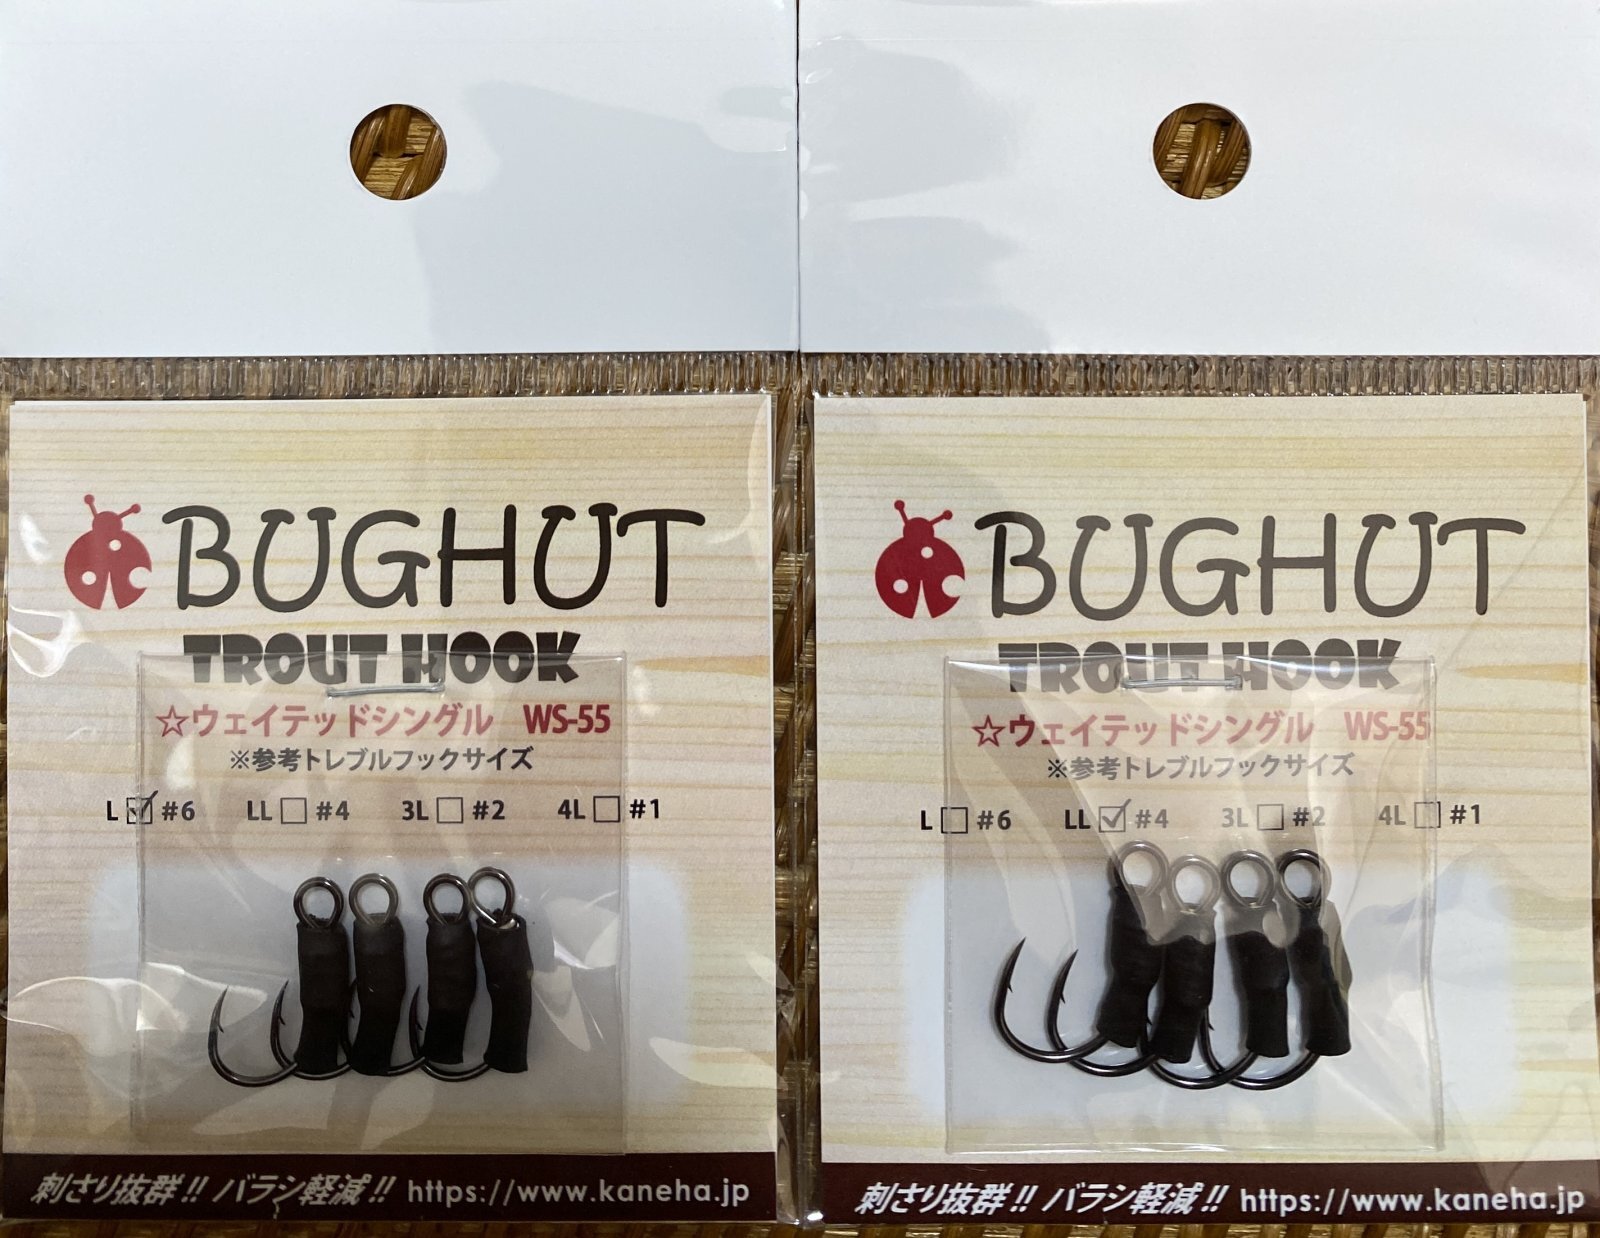 BUGHUT
TROUT HOOK
☆ウェイテッドシングル WS-55
※参考トレブルフックサイズ
L☑#6 LL☐#4 3L☐#2 4L☐#1
刺さり抜群!! バラシ軽減!! https://www.kaneha.jp
BUGHUT
TROUT HOOK
☆ウェイテッドシングル WS-55
※参考トレブルフックサイズ
L☐#6 LL☑#4 3L☐#2 4L☐#1
刺さり抜群!! バラシ軽減!! https://www.kaneha.jp